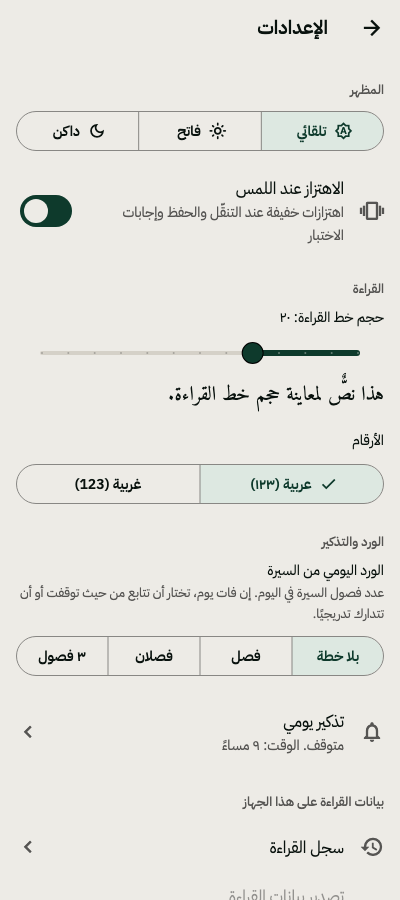 الإعدادات
المظهر
تلقائي
فاتح
داكن
الاهتزاز عند اللمس
اهتزازات خفيفة عند التنقّل والحفظ وإجابات
الاختبار
القراءة
حجم خط القراءة: ٢٠
هذا نصٌّ لمعاينة حجم خط القراءة.
الأرقام
عربية (١٢٣)
غربية (123)
الورد والتذكير
الورد اليومي من السيرة
عدد فصول السيرة في اليوم. إن فات يوم، تختار أن تتابع من حيث توقفت أو أن
تتدارك تدريجيًا.
بلا خطة
فصل
فصلان
٣ فصول
تذكير يومي
متوقف. الوقت: ٩ مساءً
بيانات القراءة على هذا الجهاز
سجل القراءة
تصدير بيانات القراءة